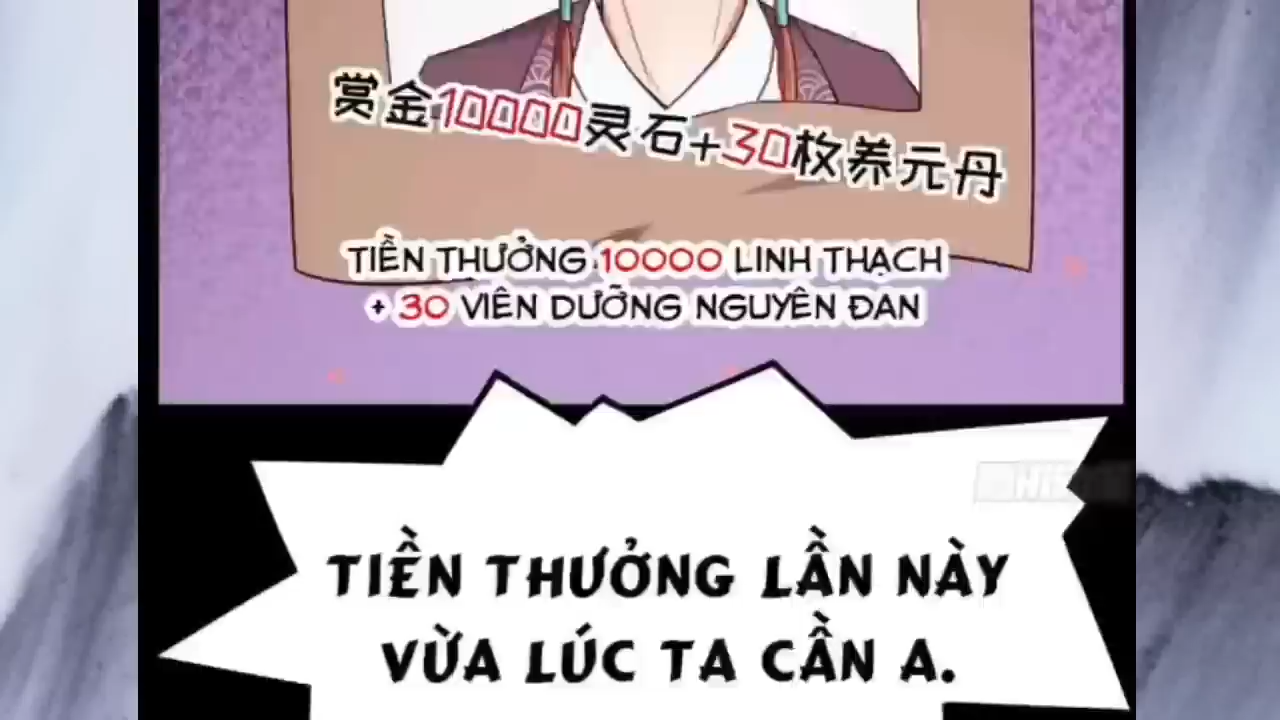 赏金10000灵石+30枚养元丹
TIỀN THƯỞNG 10000 LINH THẠCH
+ 30 VIÊN DƯỠNG NGUYÊN ĐAN
TIỀN THƯỞNG LẦN NÀY
VỪA LÚC TA CẦN A.